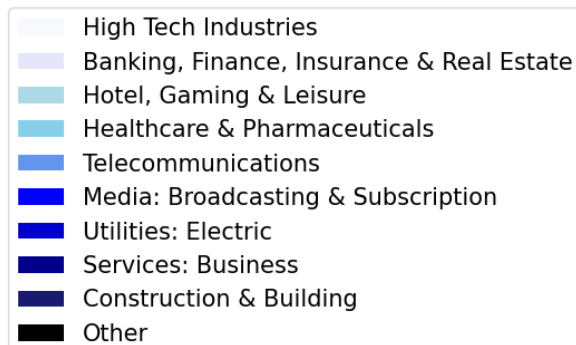 High Tech Industries
Banking, Finance, Insurance & Real Estate
Hotel, Gaming & Leisure
Healthcare & Pharmaceuticals
Telecommunications
Media: Broadcasting & Subscription
Utilities: Electric
Services: Business
Construction & Building
Other